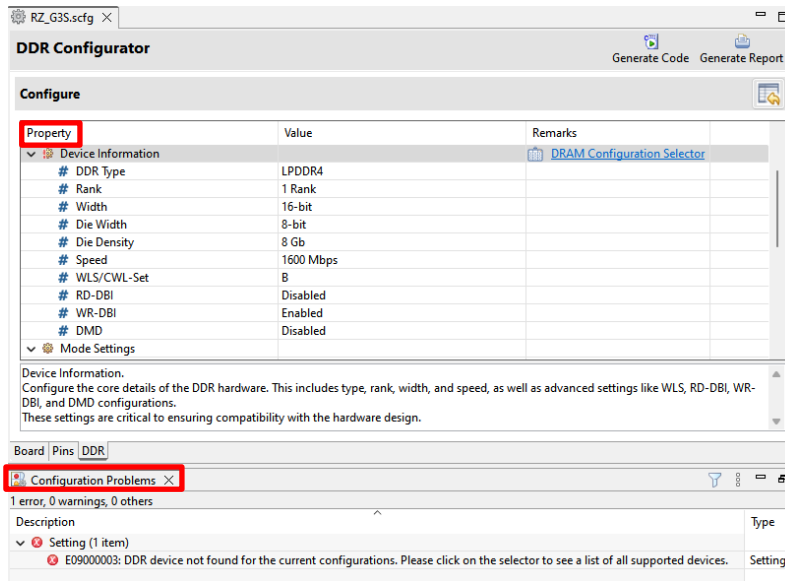 RZ_G3S.scfg
DDR Configurator
Generate Code Generate Report
Configure
Property Value Remarks
Device Information DRAM Configuration Selector
# DDR Type LPDDR4
# Rank 1 Rank
# Width 16-bit
# Die Width 8-bit
# Die Density 8 Gb
# Speed 1600 Mbps
# WLS/CWL-Set B
# RD-DBI Disabled
# WR-DBI Enabled
# DMD Disabled
Mode Settings
Device Information.
Configure the core details of the DDR hardware. This includes type, rank, width, and speed, as well as advanced settings like WLS, RD-DBI, WR-
DBI, and DMD configurations.
These settings are critical to ensuring compatibility with the hardware design.
Board Pins DDR
Configuration Problems
1 error, 0 warnings, 0 others
Description Type
Setting (1 item)
E09000003: DDR device not found for the current configurations. Please click on the selector to see a list of all supported devices. Setting